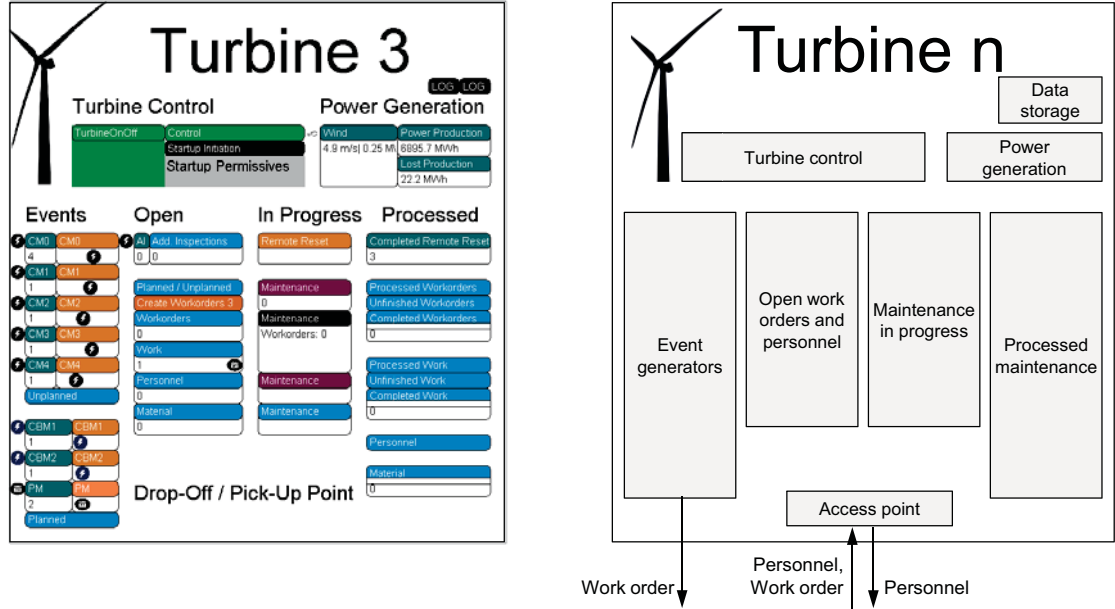 Turbine 3
LOG LOG
Turbine Control
Power Generation
TurbineOnOff
Control
Startup Initiation
Startup Permissives
Wind
4.9 m/s| 0.25 M
Power Production
6895.7 MWh
Lost Production
22.2 MWh
Events
Open
In Progress
Processed
CM0 CM0
4
CM1 CM1
1
CM2 CM2
1
CM3 CM3
1
CM4 CM4
1
Unplanned
CBM1 CBM1
1
CBM2 CBM2
1
PM PM
2
Planned
AI Add. Inspections
0 0
Planned / Unplanned
Create Workorders 3
Workorders
0
Work
1
Personnel
0
Material
0
Remote Reset
Maintenance
0
Maintenance
Workorders: 0
Maintenance
Maintenance
Completed Remote Reset
3
Processed Workorders
Unfinished Workorders
Completed Workorders
0
Processed Work
Unfinished Work
Completed Work
0
Personnel
Material
0
Drop-Off / Pick-Up Point
Turbine n
Data
storage
Turbine control
Power
generation
Event
generators
Open work
orders and
personnel
Maintenance
in progress
Processed
maintenance
Access point
Work order
Personnel,
Work order
Personnel